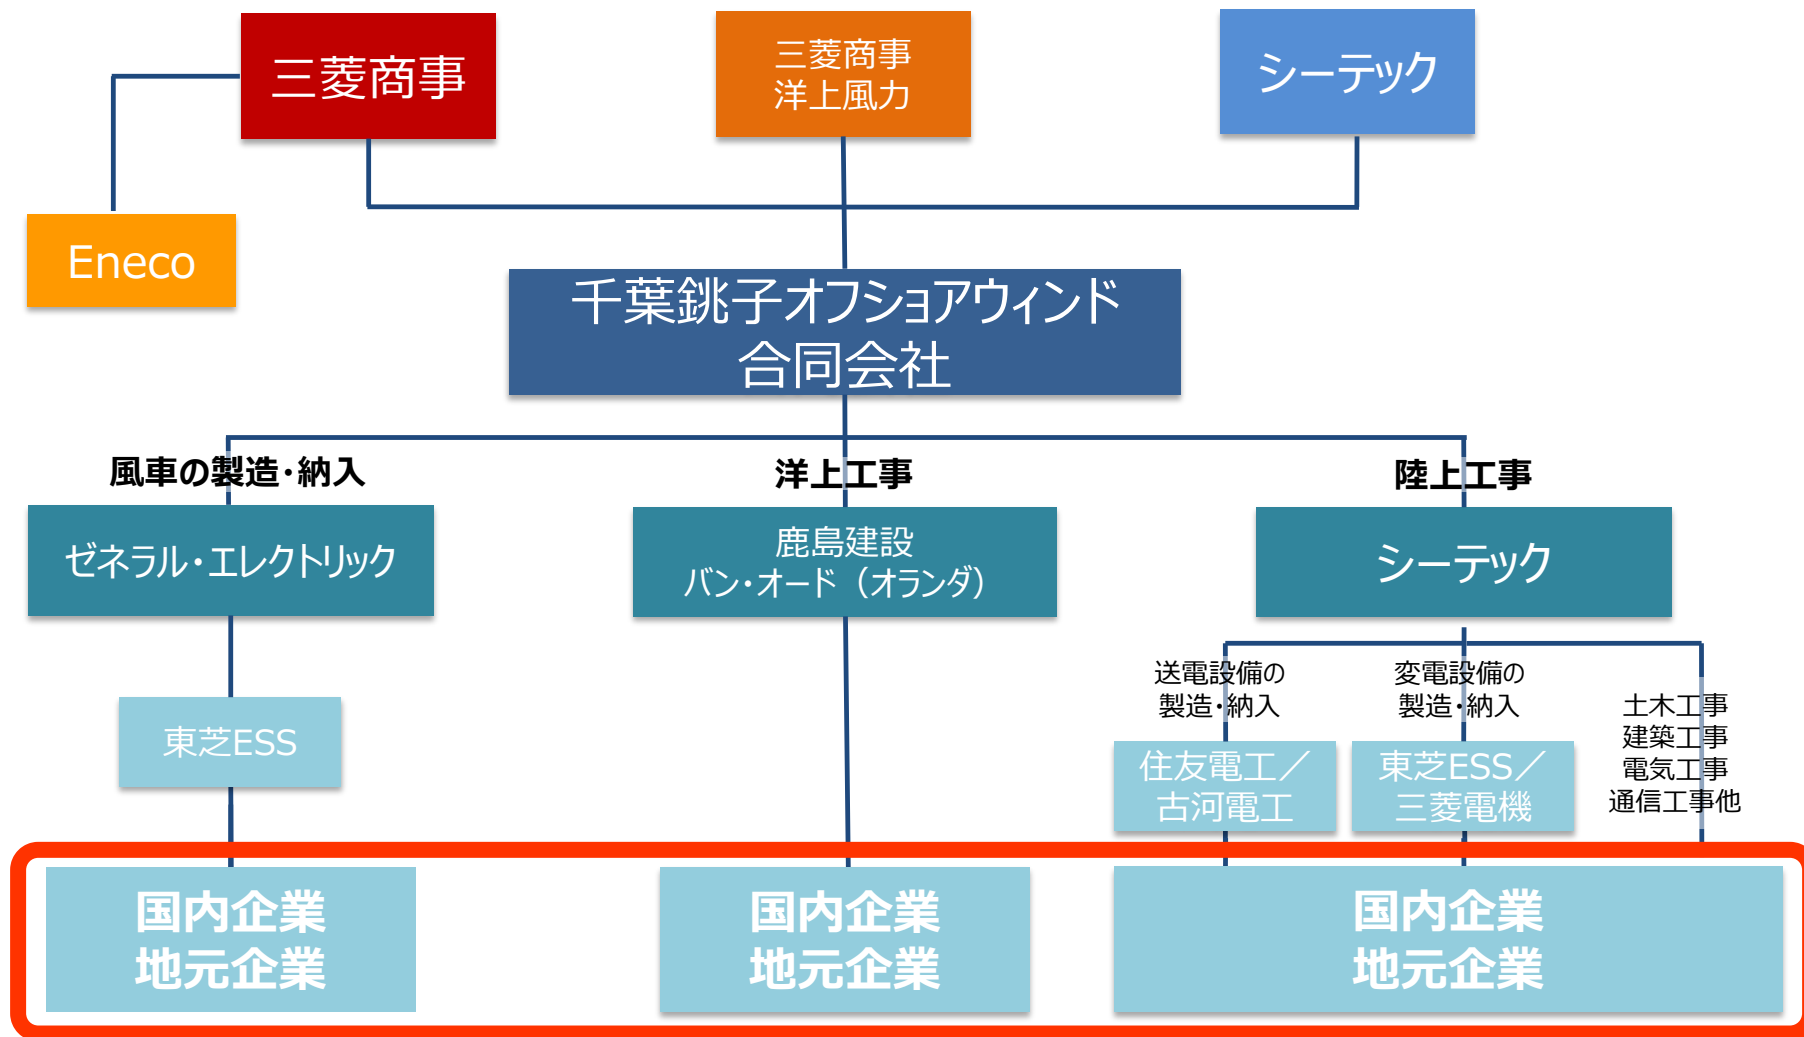 三菱商事
三菱商事
洋上風力
シーテック
Eneco
千葉銚子オフショアウィンド
合同会社
風車の製造・納入
洋上工事
陸上工事
ゼネラル・エレクトリック
鹿島建設
バン・オード（オランダ）
シーテック
送電設備の
製造・納入
変電設備の
製造・納入
土木工事
建築工事
電気工事
通信工事他
東芝ESS
住友電工／
古河電工
東芝ESS／
三菱電機
国内企業
地元企業
国内企業
地元企業
国内企業
地元企業